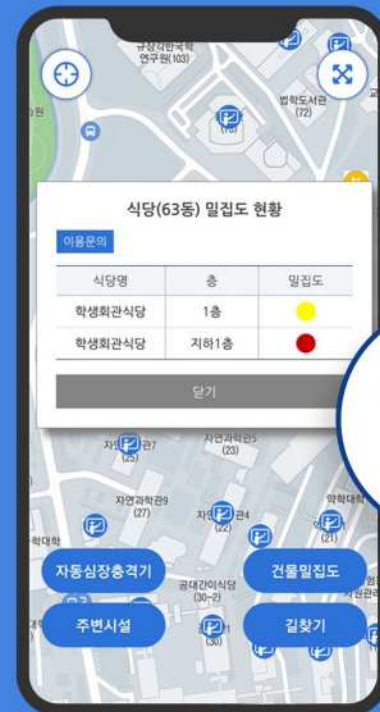 규장각한국학
연구원(103)
법학도서관
(72)
식당(63동) 밀집도 현황
이용문의
식당명 층 밀집도
학생회관식당 1층
학생회관식당 지하1층
닫기
(25)
자연과학관5
(23)
자연과학관9
(27)
(22)
약학대학
(21)
자동심장충격기 건물밀집도
공대간이식당
(30-2)
주변시설 길찾기
(30)